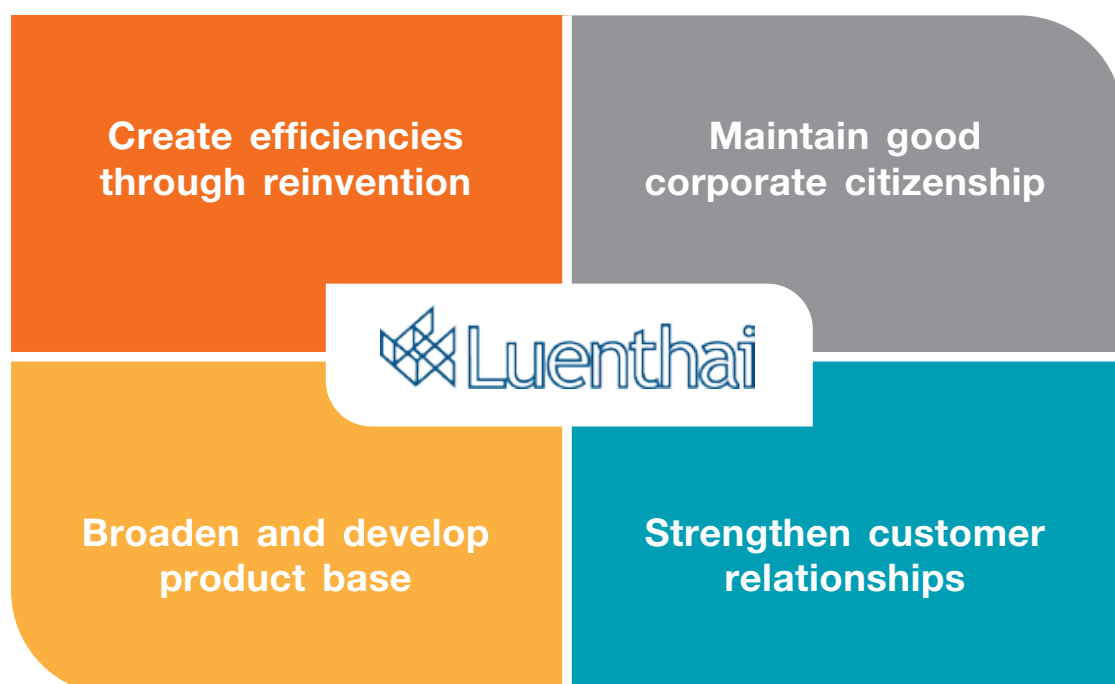 Create efficiencies
through reinvention
Maintain good
corporate citizenship
Luenthai
Broaden and develop
product base
Strengthen customer
relationships